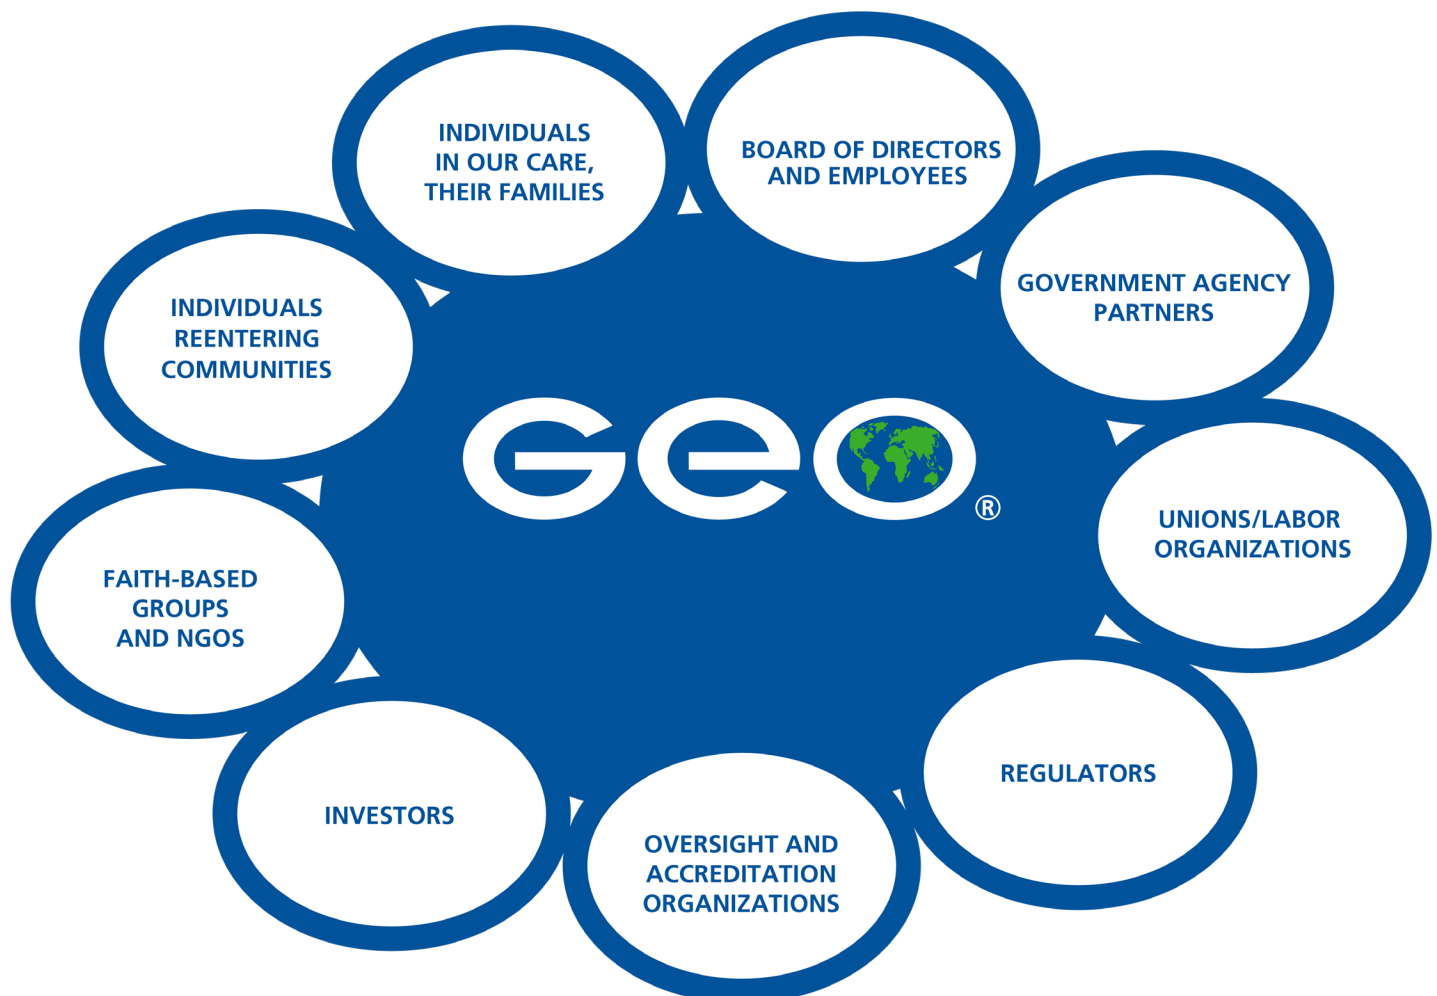 INDIVIDUALS
IN OUR CARE,
THEIR FAMILIES
BOARD OF DIRECTORS
AND EMPLOYEES
GOVERNMENT AGENCY
PARTNERS
INDIVIDUALS
REENTERING
COMMUNITIES
GEO®
UNIONS/LABOR
ORGANIZATIONS
FAITH-BASED
GROUPS
AND NGOS
REGULATORS
INVESTORS
OVERSIGHT AND
ACCREDITATION
ORGANIZATIONS